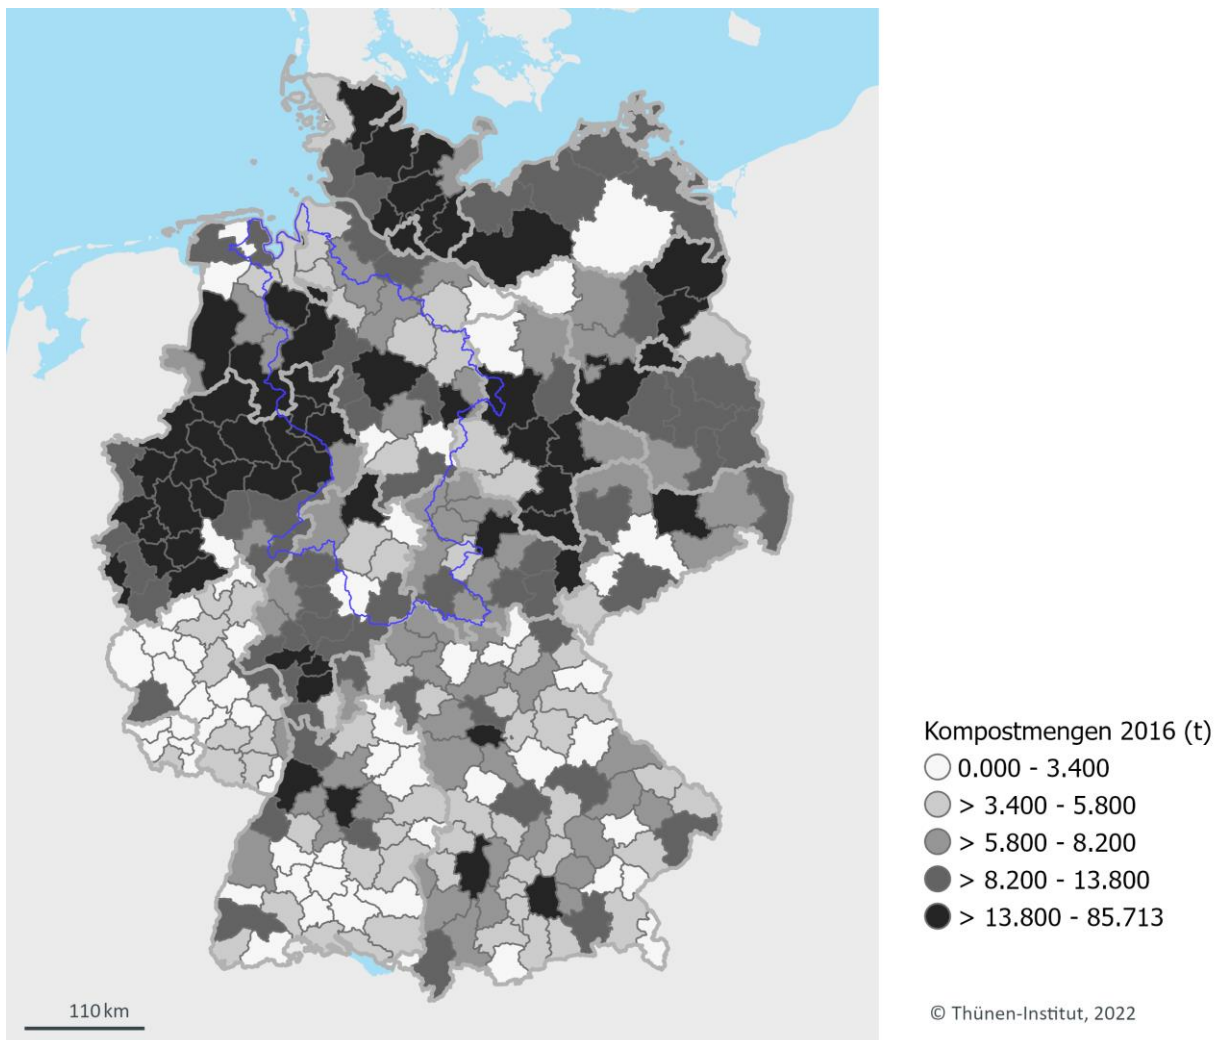 Kompostmengen 2016 (t)
0.000 - 3.400
> 3.400 - 5.800
> 5.800 - 8.200
> 8.200 - 13.800
> 13.800 - 85.713
110 km
© Thünen-Institut, 2022